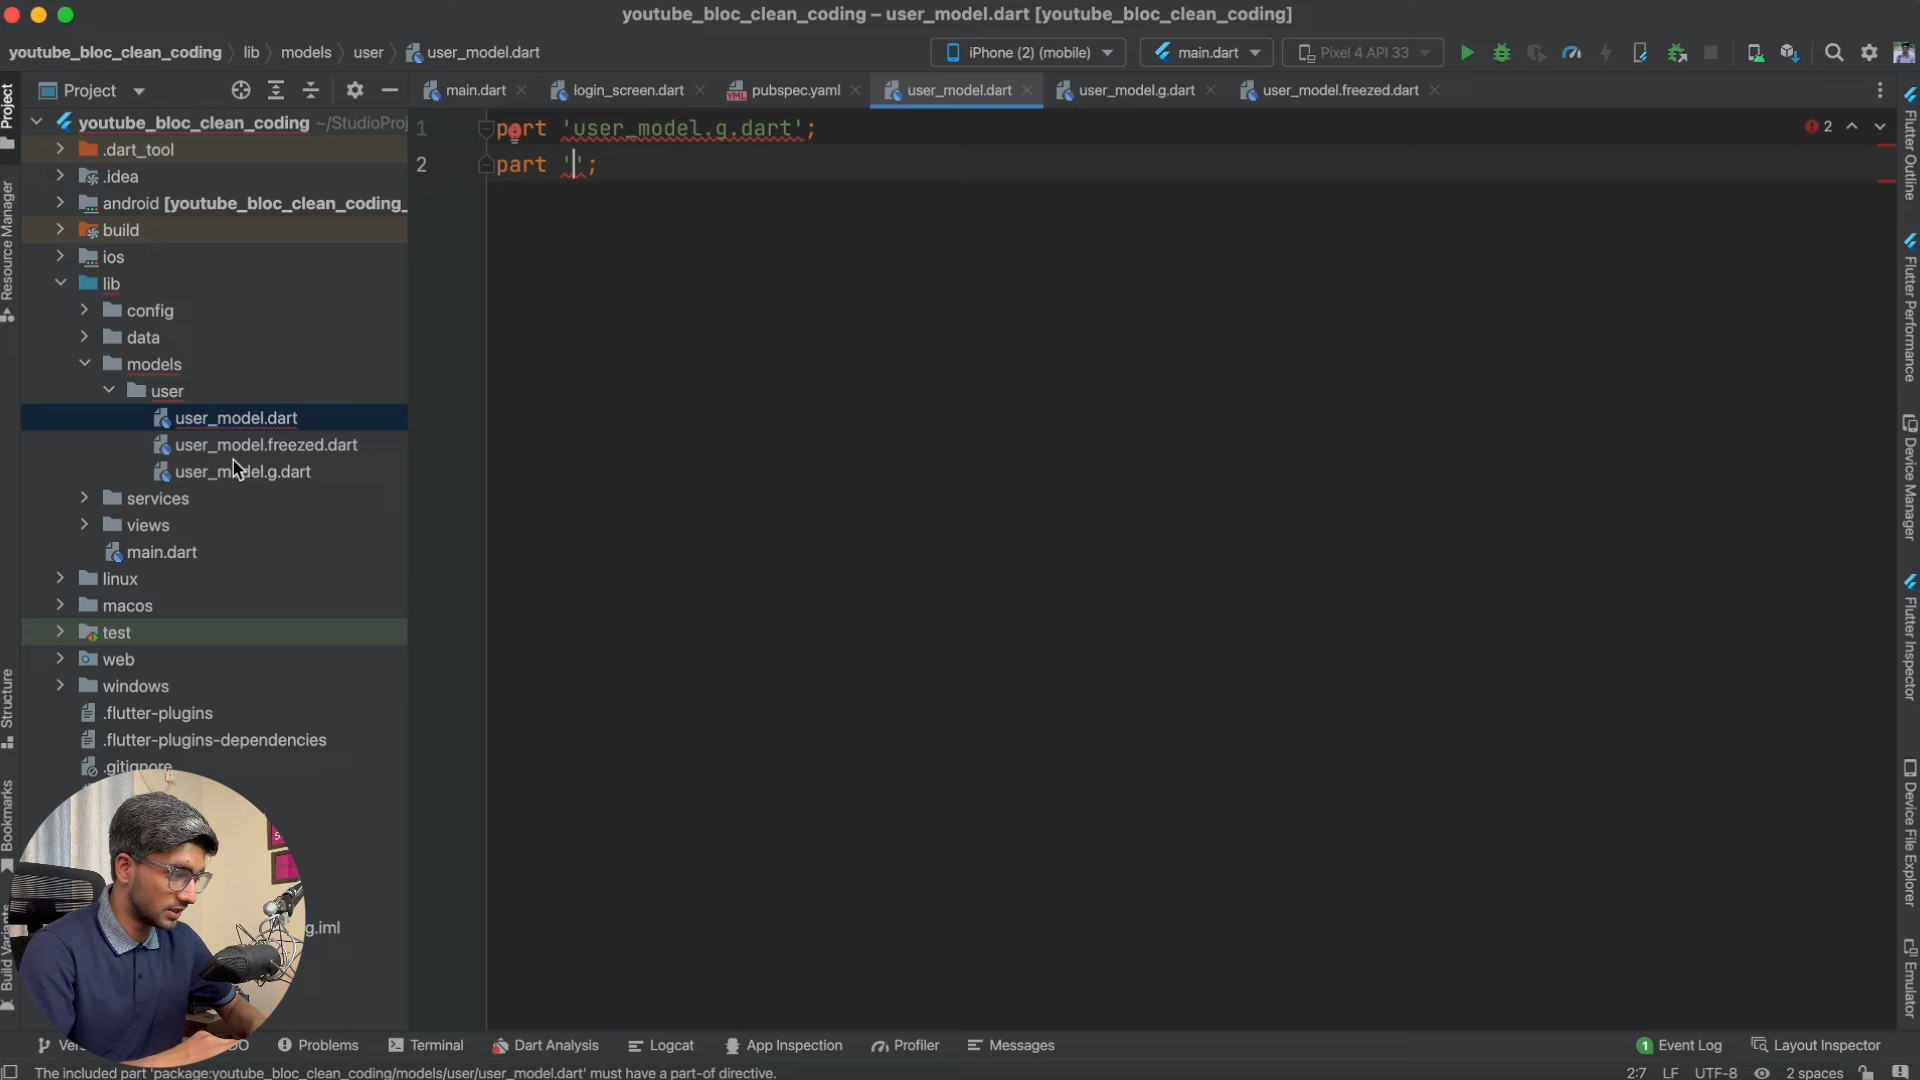 youtube_bloc_clean_coding – user_model.dart [youtube_bloc_clean_coding]
youtube_bloc_clean_coding
lib
models
user
user_model.dart
iPhone (2) (mobile)
main.dart
Pixel 4 API 33
Project
main.dart
login_screen.dart
pubspec.yaml
user_model.dart
user_model.g.dart
user_model.freezed.dart
Project
Resource Manager
Structure
Bookmarks
Build Variants
youtube_bloc_clean_coding ~/StudioProj
.dart_tool
.idea
android [youtube_bloc_clean_coding_
build
ios
lib
config
data
models
user
user_model.dart
user_model.freezed.dart
user_model.g.dart
services
views
main.dart
linux
macos
test
web
windows
.flutter-plugins
.flutter-plugins-dependencies
.gitignore
g.iml
1 part 'user_model.g.dart';
2 part '';
2
Flutter Outline
Flutter Performance
Device Manager
Flutter Inspector
Device File Explorer
Emulator
Problems
Terminal
Dart Analysis
Logcat
App Inspection
Profiler
Messages
1 Event Log
Layout Inspector
The included part 'package:youtube_bloc_clean_coding/models/user/user_model.dart' must have a part-of directive.
2:7 LF UTF-8 2 spaces